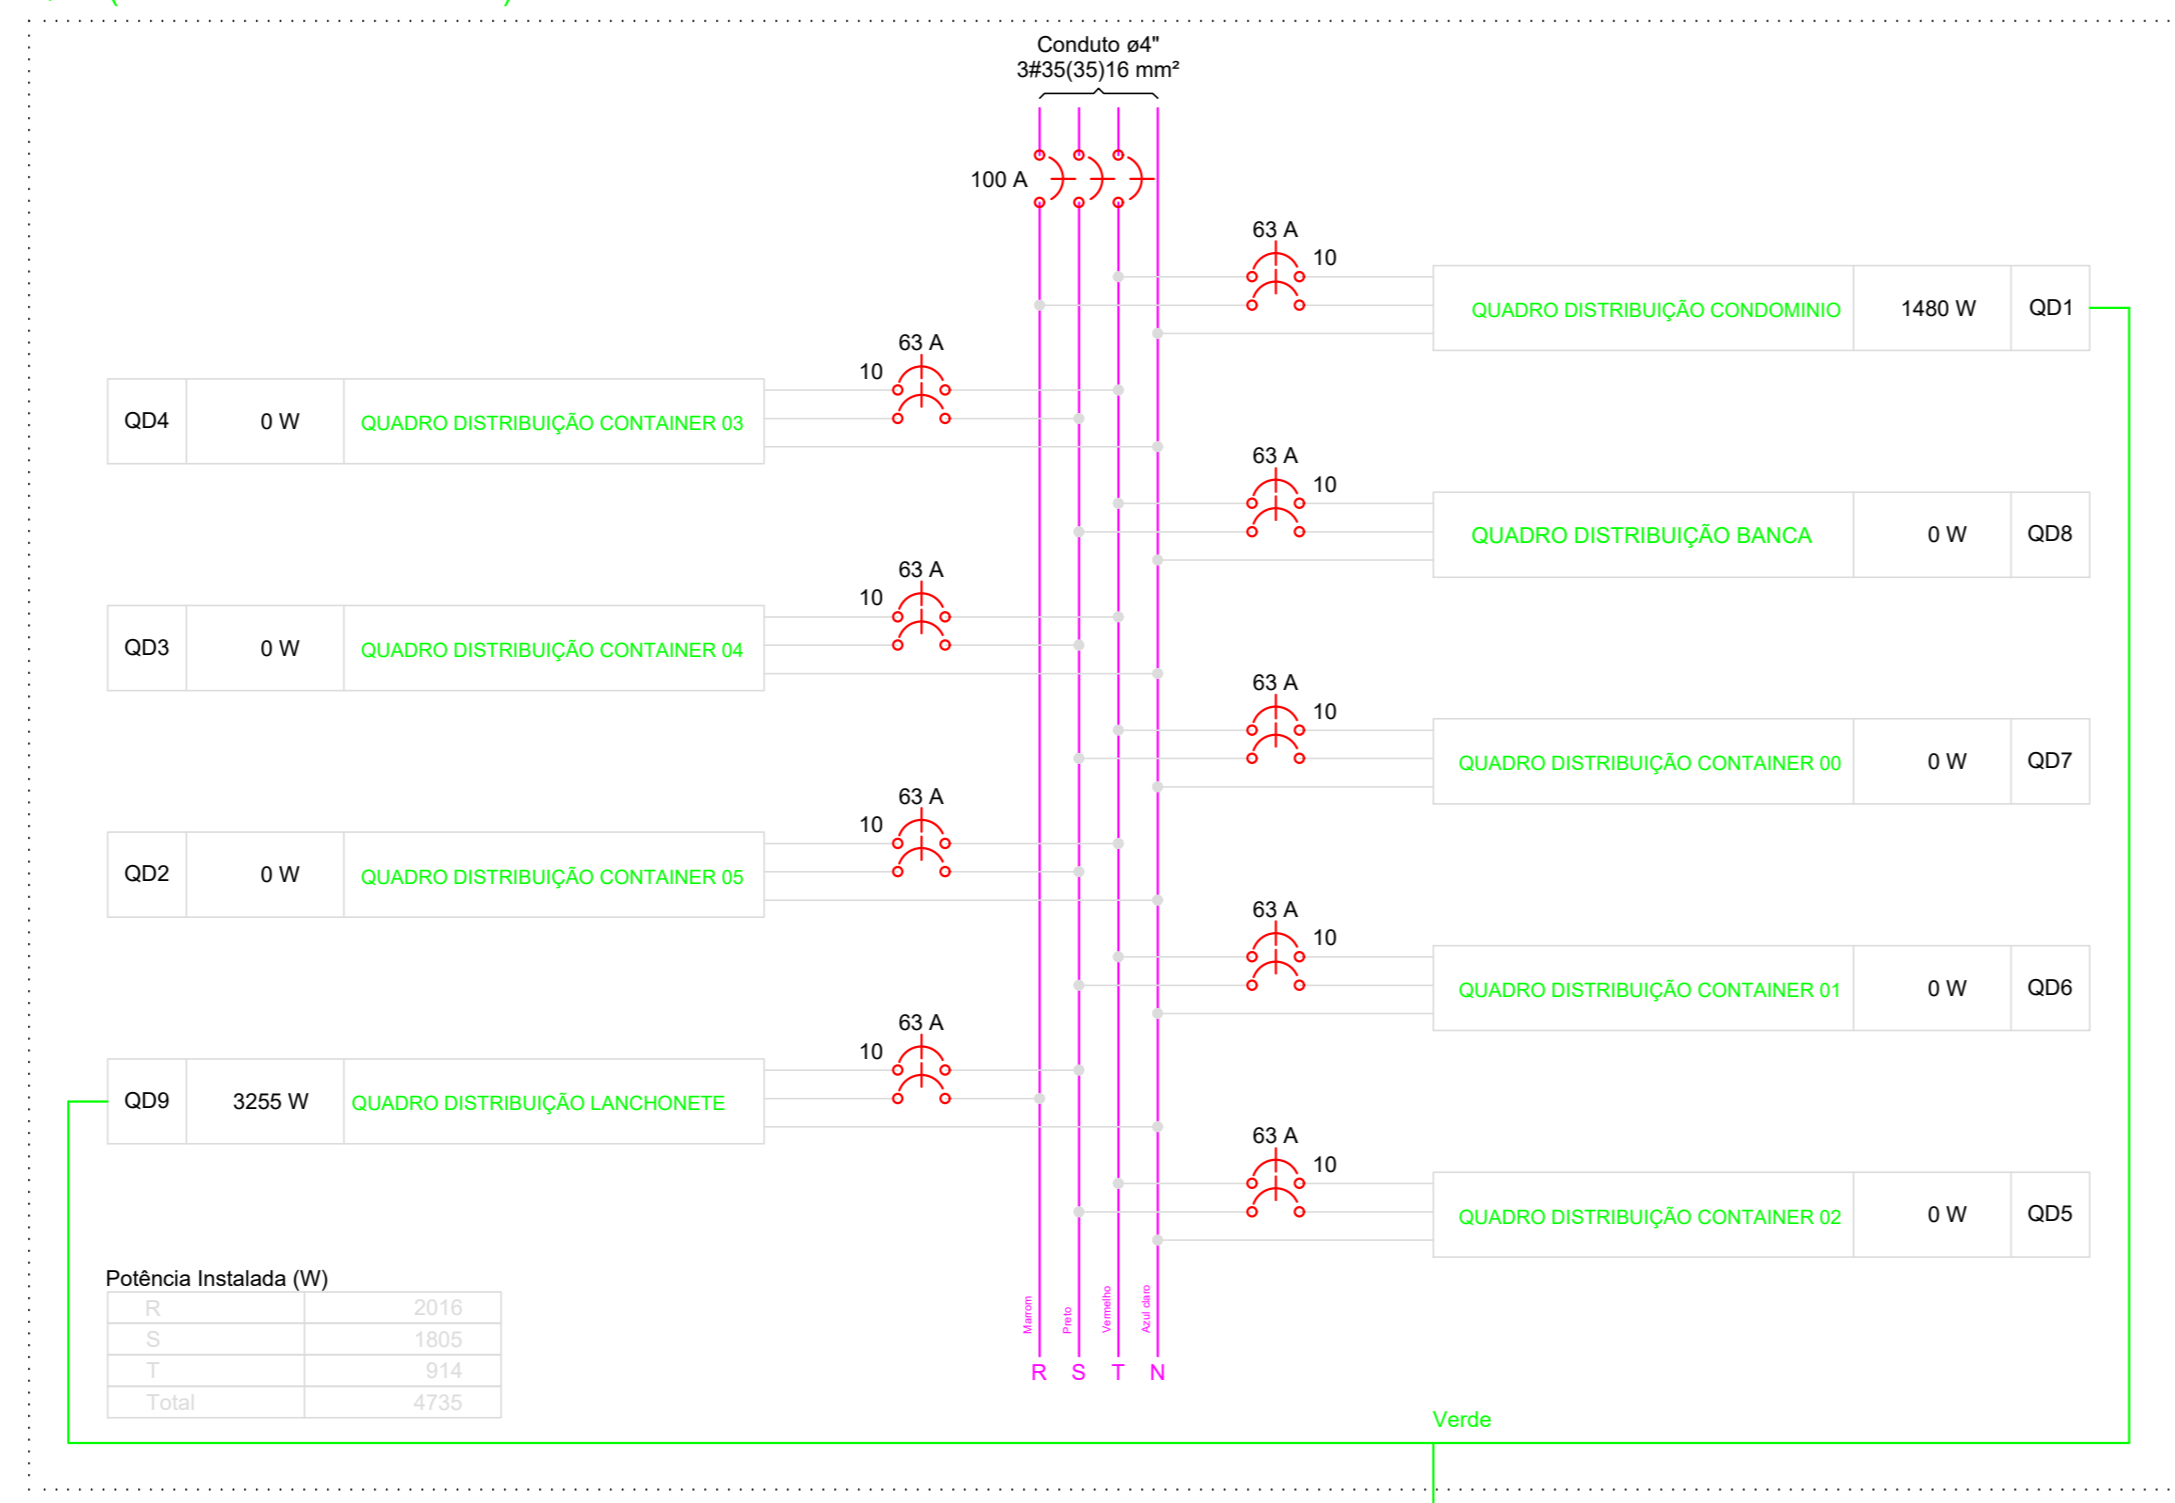 Conduto ø4"
3#35(35)16 mm²
100 A
63 A
10
QUADRO DISTRIBUIÇÃO CONDOMINIO 1480 W QD1
63 A
10
QD4 0 W QUADRO DISTRIBUIÇÃO CONTAINER 03
63 A
10
QUADRO DISTRIBUIÇÃO BANCA 0 W QD8
63 A
10
QD3 0 W QUADRO DISTRIBUIÇÃO CONTAINER 04
63 A
10
QUADRO DISTRIBUIÇÃO CONTAINER 00 0 W QD7
63 A
10
QD2 0 W QUADRO DISTRIBUIÇÃO CONTAINER 05
63 A
10
QUADRO DISTRIBUIÇÃO CONTAINER 01 0 W QD6
63 A
10
QD9 3255 W QUADRO DISTRIBUIÇÃO LANCHONETE
63 A
10
QUADRO DISTRIBUIÇÃO CONTAINER 02 0 W QD5
Potência Instalada (W)
R 2016
S 1805
T 914
Total 4735
Marrom
Preto
Vermelho
Azul claro
R S T N
Verde